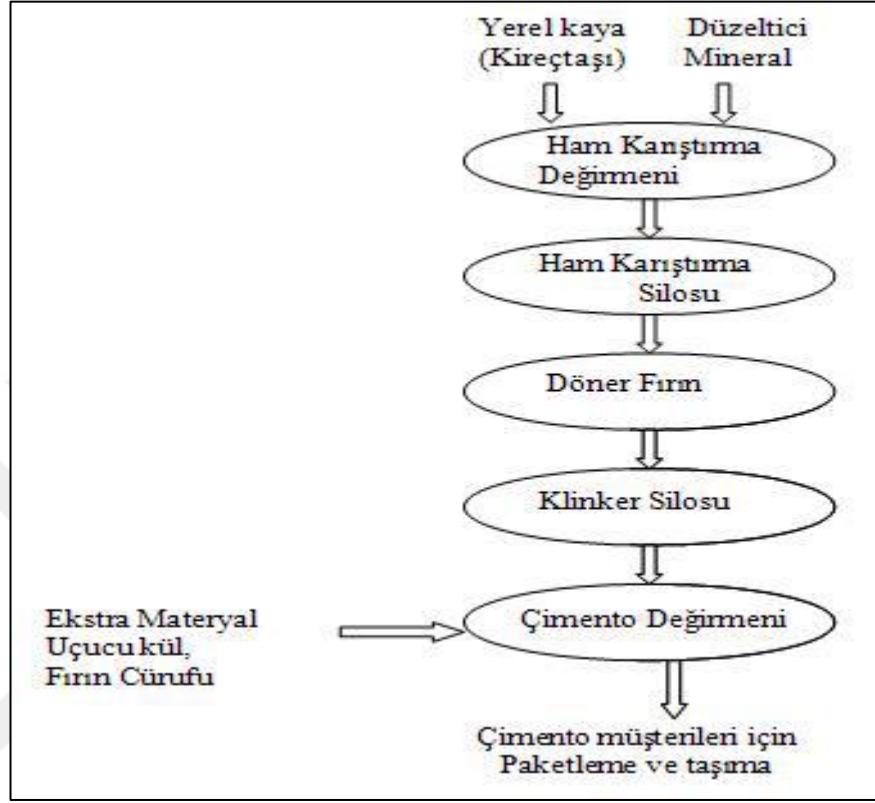 Yerel kaya
(Kireçtaşı)
Düzeltici
Mineral
Ham Karıştırma
Değirmeni
Ham Karıştırma
Silosu
Döner Fırın
Klinker Silosu
Çimento Değirmeni
Ekstra Materyal
Uçucu kül,
Fırın Cürufu
Çimento müşterileri için
Paketleme ve taşıma